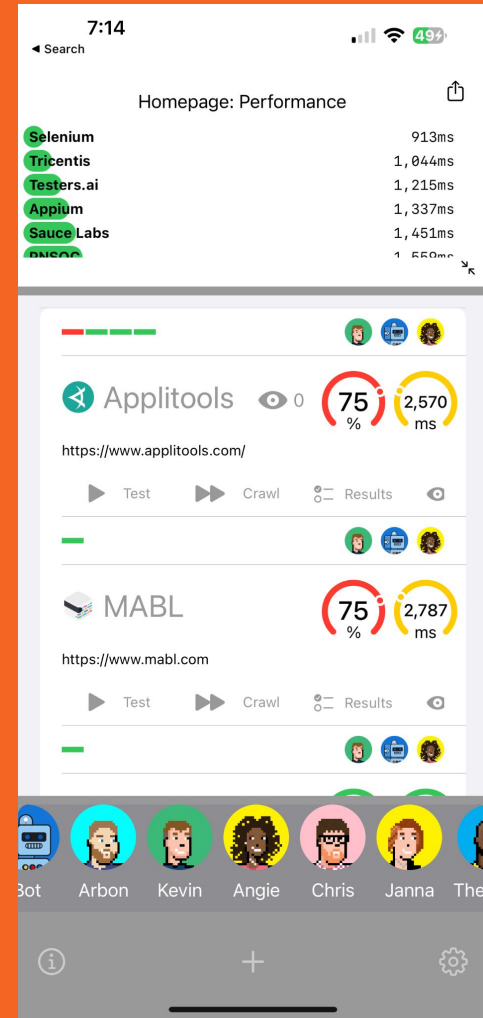 7:14
Search
49
Homepage: Performance
Selenium 913ms
Tricentis 1,044ms
Testers.ai 1,215ms
Appium 1,337ms
Sauce Labs 1,451ms
Applitools 0 75 % 2,570 ms
https://www.applitools.com/
Test Crawl Results
MABL 75 % 2,787 ms
https://www.mabl.com
Test Crawl Results
Bot Arbon Kevin Angie Chris Janna The